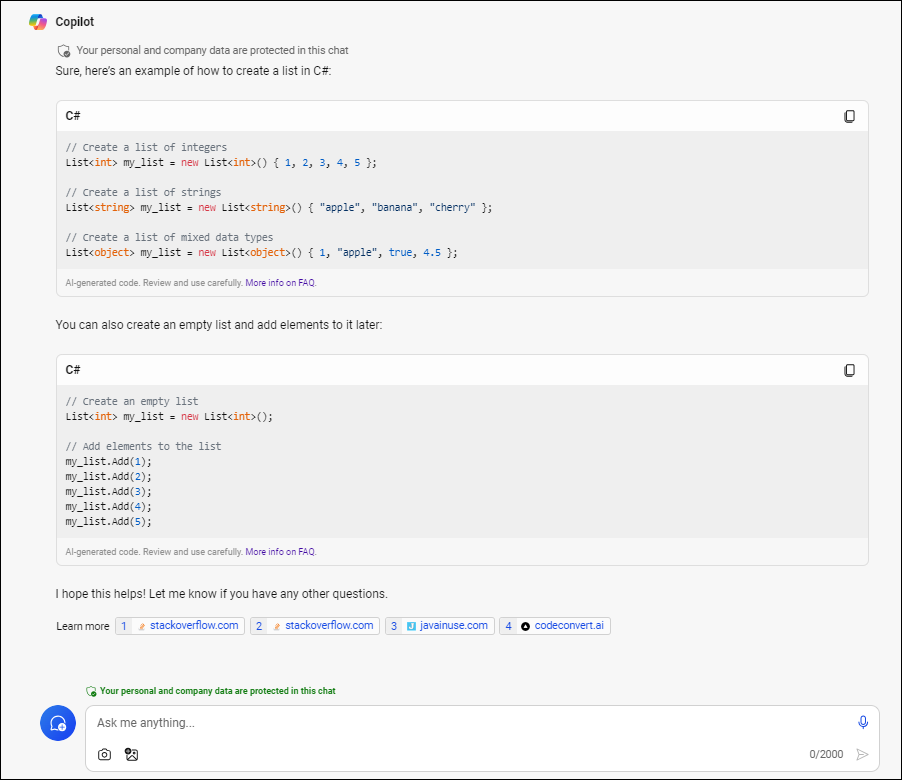 Copilot
Your personal and company data are protected in this chat
Sure, here's an example of how to create a list in C#:
C#
// Create a list of integers
List<int> my_list = new List<int>() { 1, 2, 3, 4, 5 };
// Create a list of strings
List<string> my_list = new List<string>() { "apple", "banana", "cherry" };
// Create a list of mixed data types
List<object> my_list = new List<object>() { 1, "apple", true, 4.5 };
AI-generated code. Review and use carefully. More info on FAQ.
You can also create an empty list and add elements to it later:
C#
// Create an empty list
List<int> my_list = new List<int>();
// Add elements to the list
my_list.Add(1);
my_list.Add(2);
my_list.Add(3);
my_list.Add(4);
my_list.Add(5);
AI-generated code. Review and use carefully. More info on FAQ.
I hope this helps! Let me know if you have any other questions.
Learn more 1 stackoverflow.com 2 stackoverflow.com 3 javainuse.com 4 codeconvert.ai
Your personal and company data are protected in this chat
Ask me anything...
0/2000